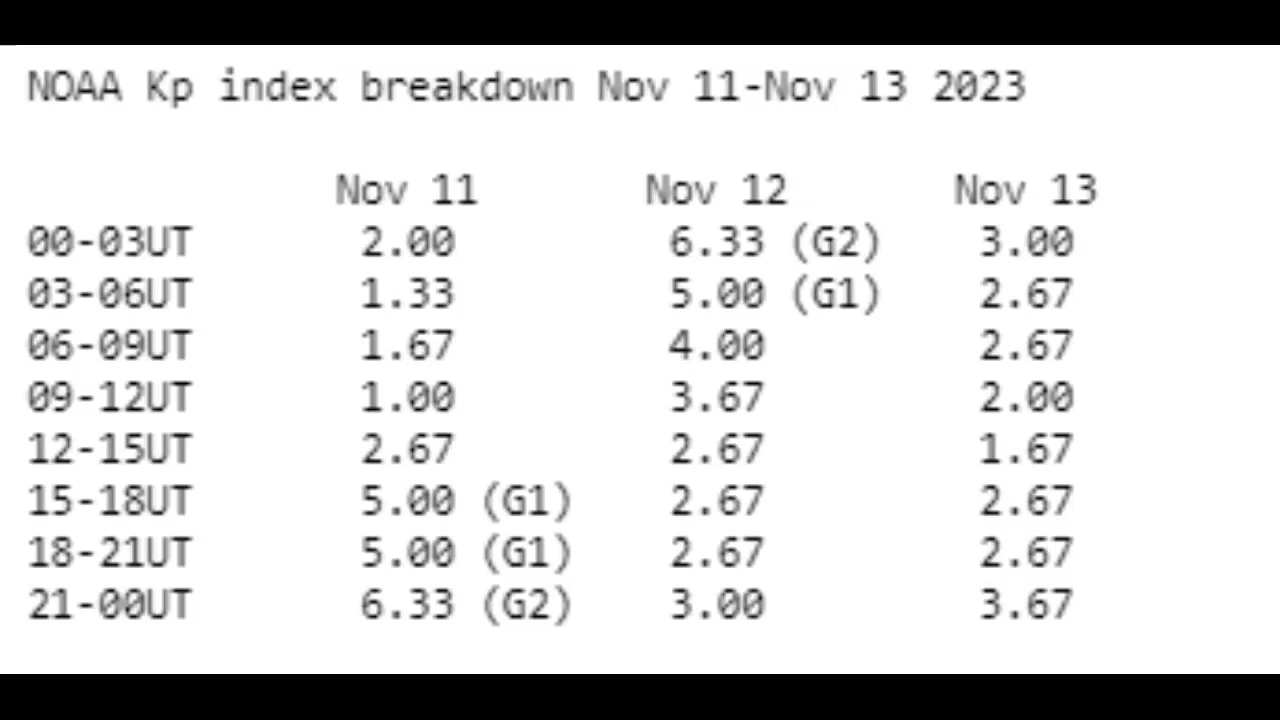 NOAA Kp index breakdown Nov 11-Nov 13 2023
Nov 11 Nov 12 Nov 13
00-03UT 2.00 6.33 (G2) 3.00
03-06UT 1.33 5.00 (G1) 2.67
06-09UT 1.67 4.00 2.67
09-12UT 1.00 3.67 2.00
12-15UT 2.67 2.67 1.67
15-18UT 5.00 (G1) 2.67 2.67
18-21UT 5.00 (G1) 2.67 2.67
21-00UT 6.33 (G2) 3.00 3.67